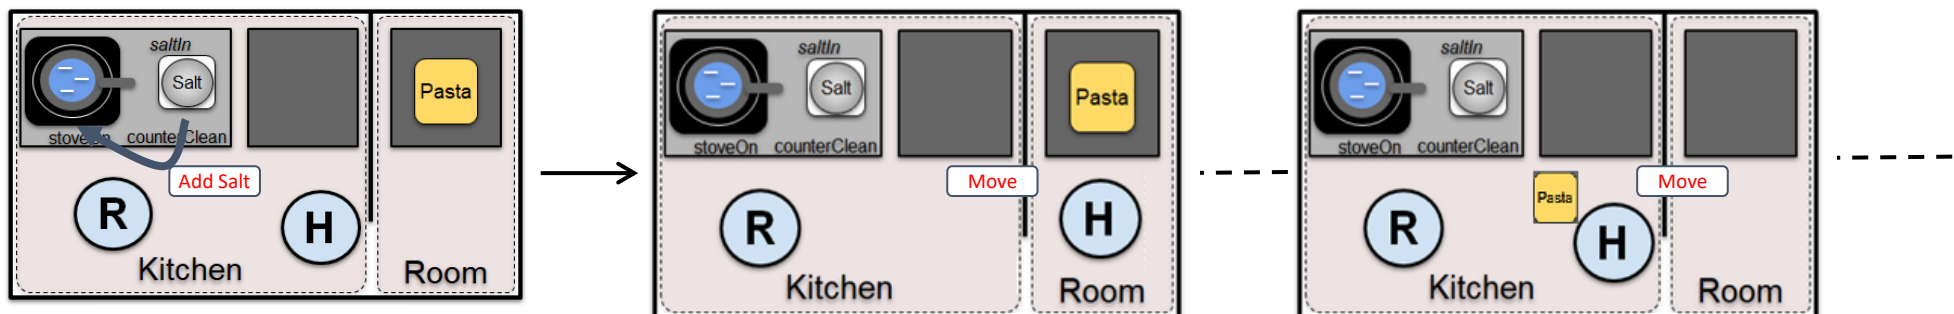 saltIn
Salt
Pasta
stoveOn
counterClean
Add Salt
R
H
Kitchen
Room
saltIn
Salt
Pasta
stoveOn
counterClean
Move
R
H
Kitchen
Room
saltIn
Salt
stoveOn
counterClean
Pasta
Move
R
H
Kitchen
Room